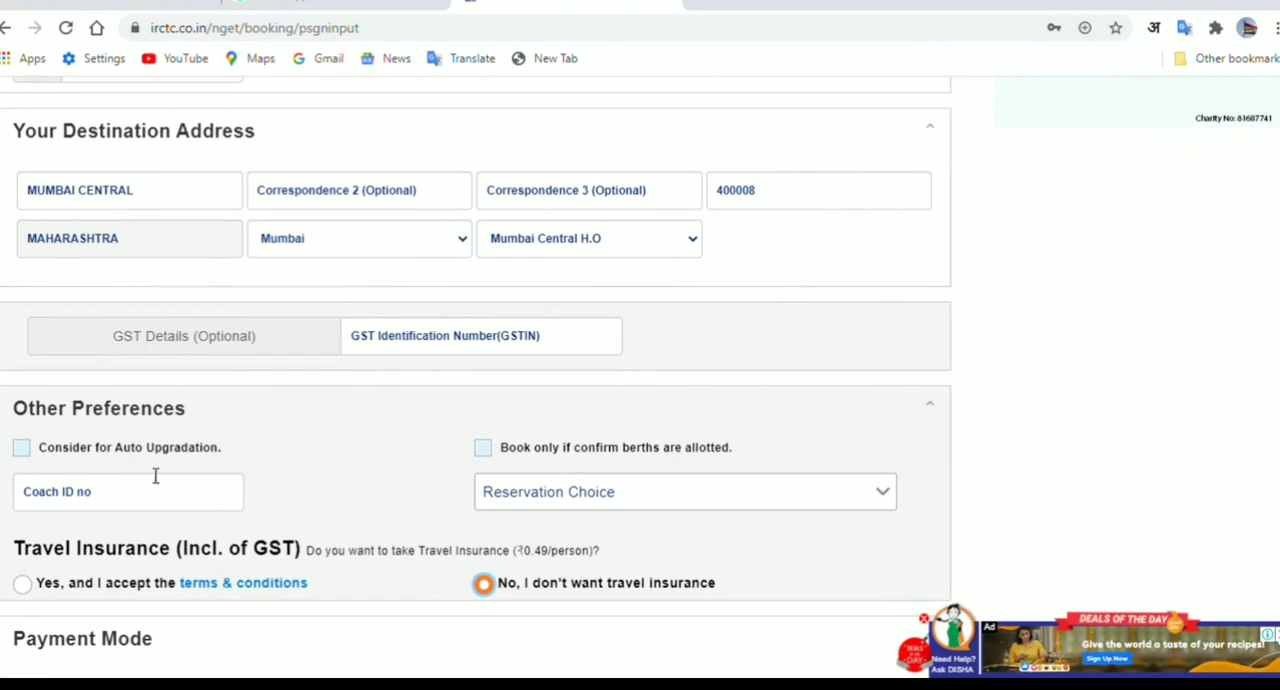 irctc.co.in/nget/booking/psgninput
अ
Apps Settings YouTube Maps Gmail News Translate New Tab Other bookmark
Charity No: 81687741
Your Destination Address
MUMBAI CENTRAL Correspondence 2 (Optional) Correspondence 3 (Optional) 400008
MAHARASHTRA Mumbai Mumbai Central H.O
GST Details (Optional) GST Identification Number(GSTIN)
Other Preferences
Consider for Auto Upgradation. Book only if confirm berths are allotted.
Coach ID no Reservation Choice
Travel Insurance (Incl. of GST) Do you want to take Travel Insurance (₹0.49/person)?
Yes, and I accept the terms & conditions No, I don't want travel insurance
Payment Mode
DEALS OF THE DAY
Ad
Give the world a taste of your recipes!
Sign Up Now
Need Help?
Ask DISHA